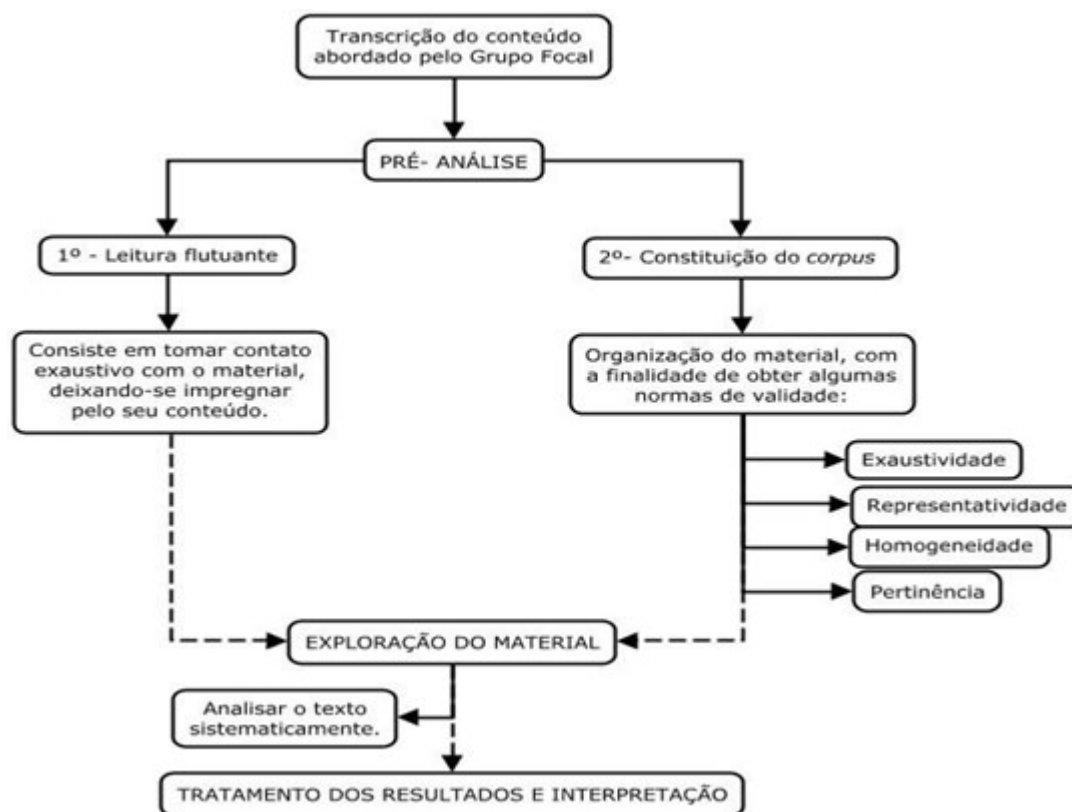 Transcrição do conteúdo
abordado pelo Grupo Focal
PRÉ- ANÁLISE
1º - Leitura flutuante
2º- Constituição do corpus
Consiste em tomar contato
exaustivo com o material,
deixando-se impregnar
pelo seu conteúdo.
Organização do material, com
a finalidade de obter algumas
normas de validade:
Exaustividade
Representatividade
Homogeneidade
Pertinência
EXPLORAÇÃO DO MATERIAL
Analisar o texto
sistematicamente.
TRATAMENTO DOS RESULTADOS E INTERPRETAÇÃO